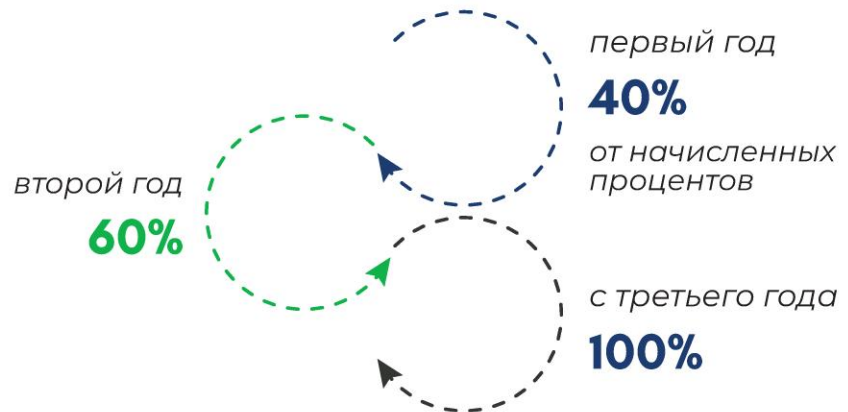 первый год
40%
от начисленных
процентов
второй год
60%
с третьего года
100%